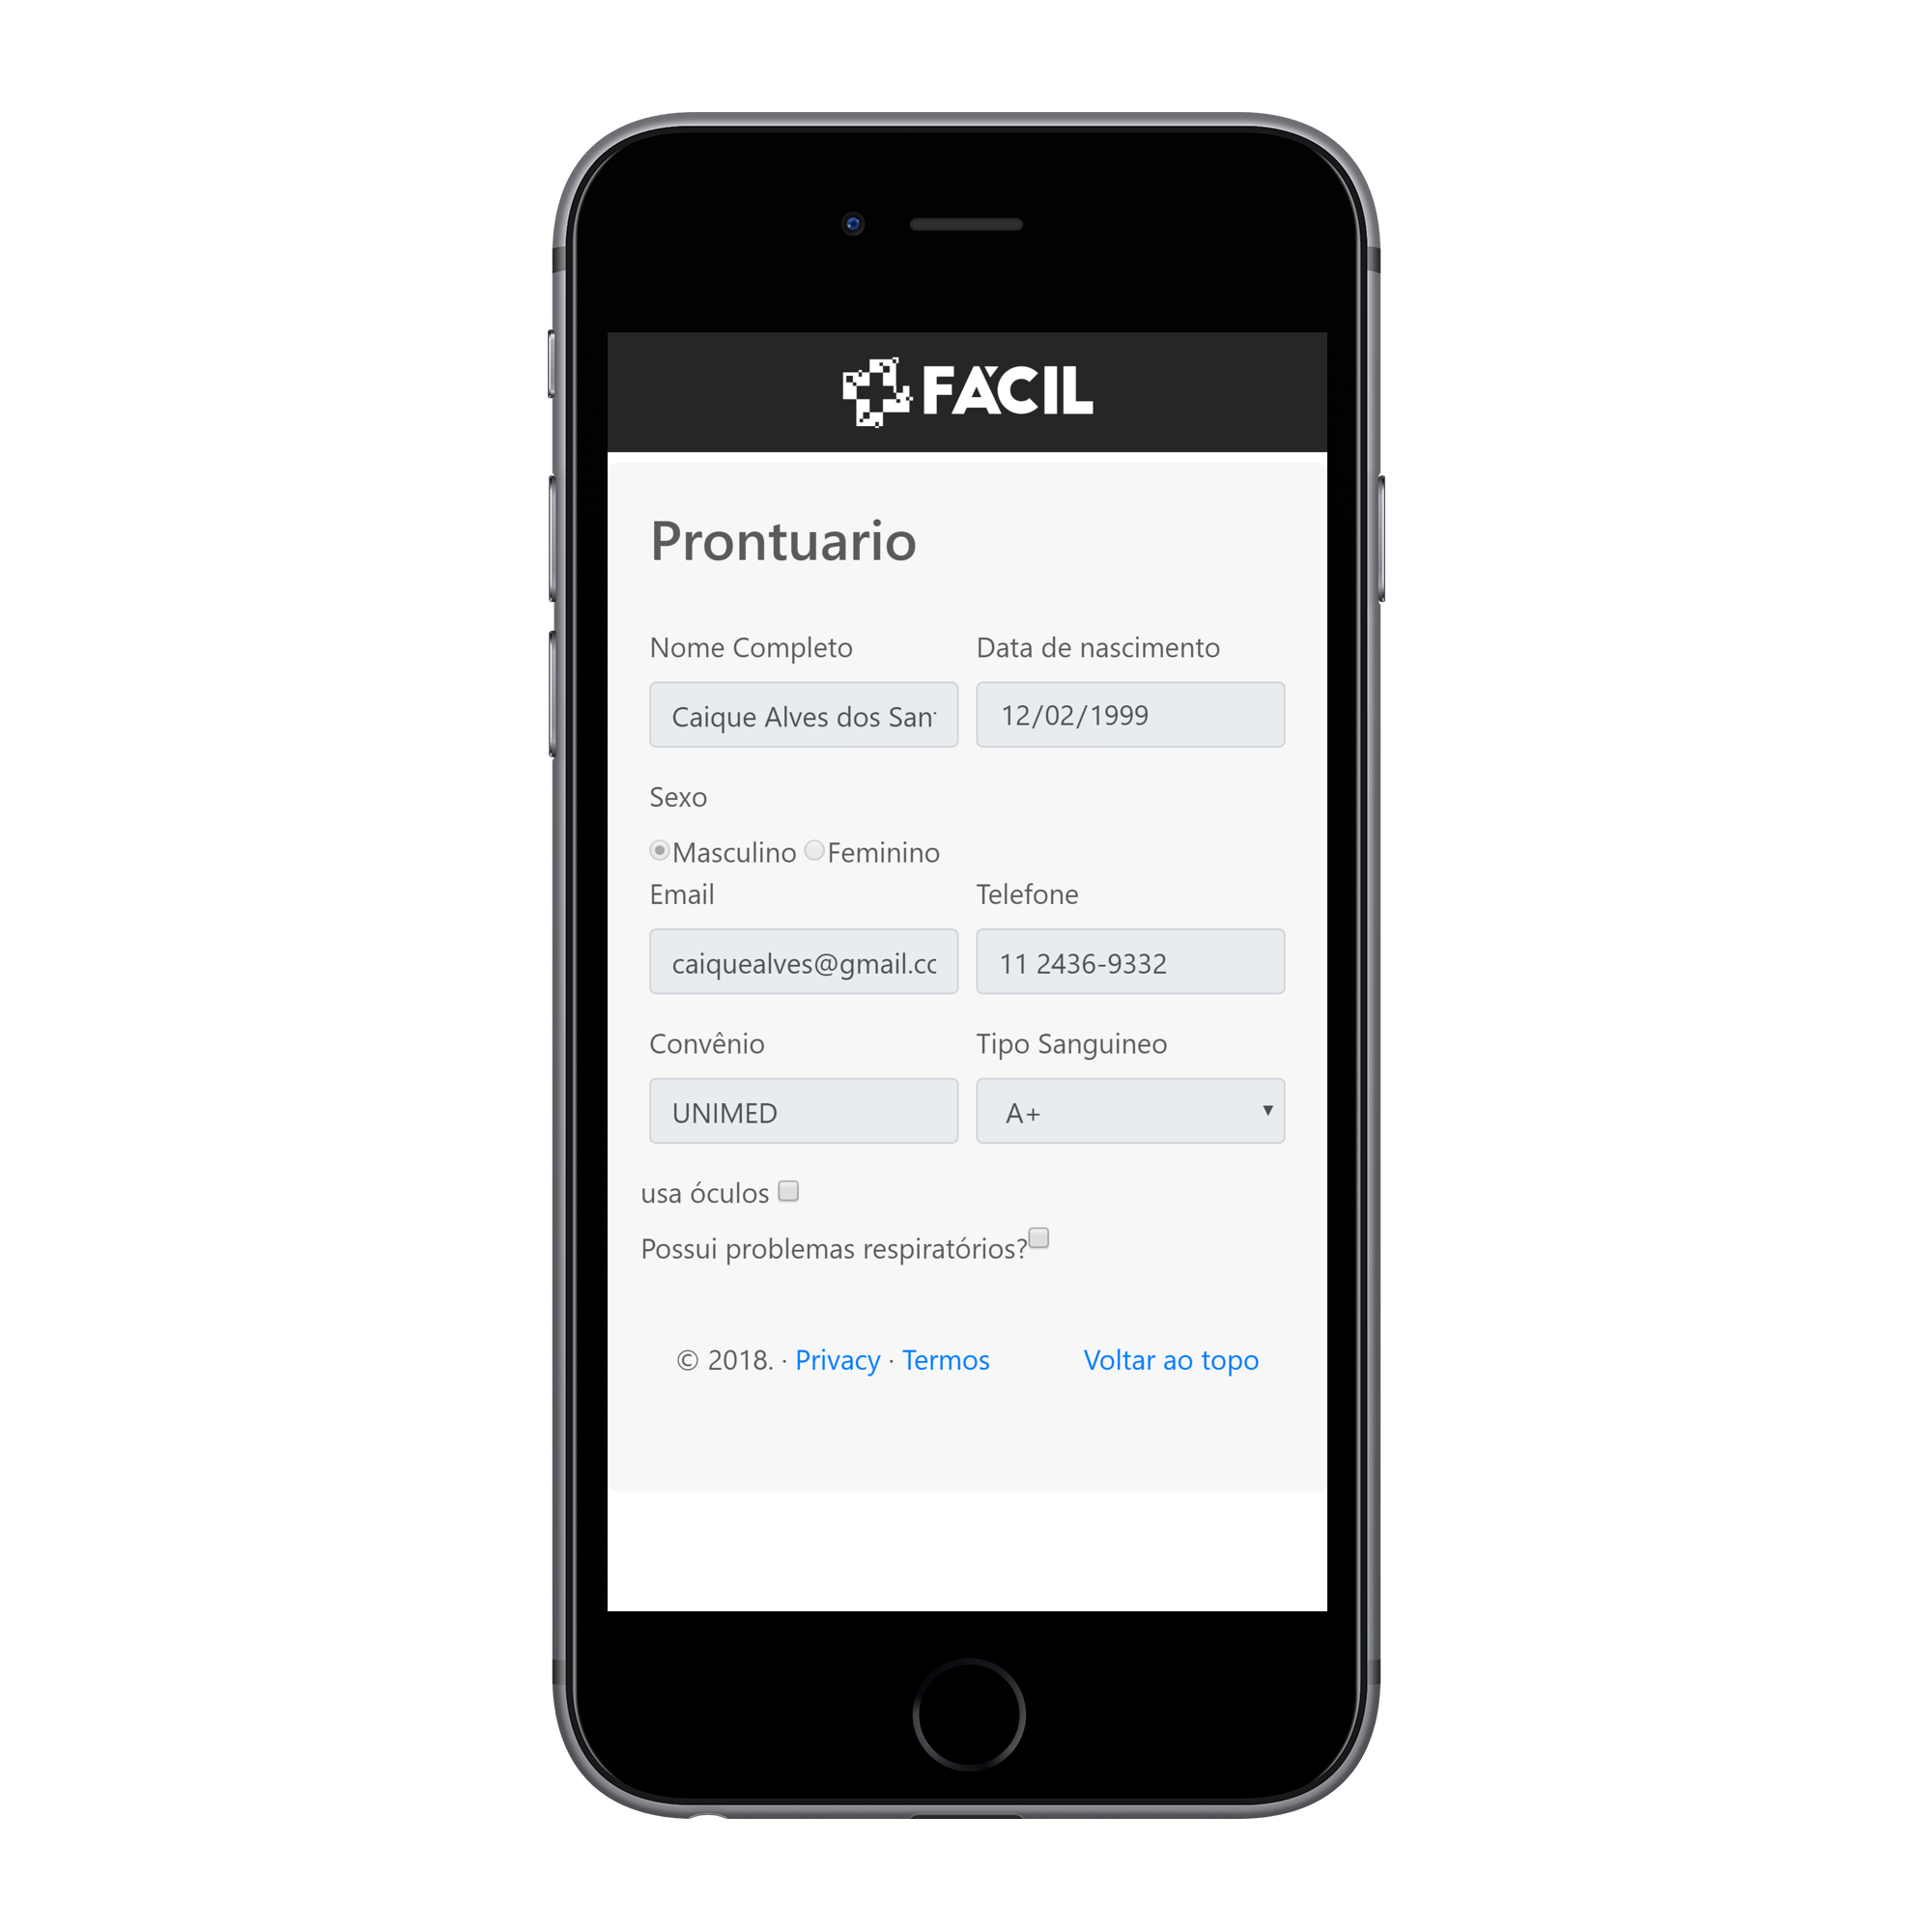 FÁCIL
Prontuario
Nome Completo Data de nascimento
Caique Alves dos 12/02/1999
Sexo
Masculino Feminino
Email Telefone
caiquealves@gmail.cc 11 2436-9332
Convênio Tipo Sanguineo
UNIMED A+
usa óculos
Possui problemas respiratórios?
© 2018. · Privacy · Termos Voltar ao topo